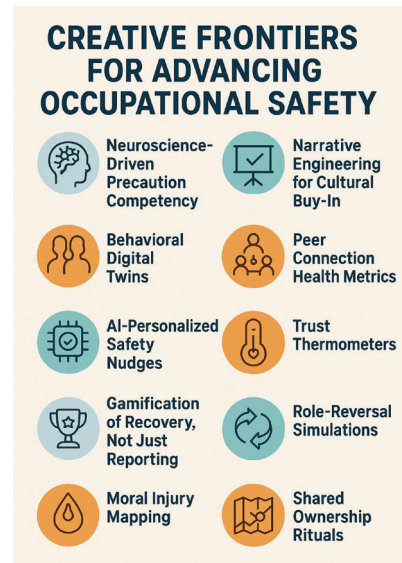 CREATIVE FRONTIERS
FOR ADVANCING
OCCUPATIONAL SAFETY
Neuroscience-
Driven
Precaution
Competency
Narrative
Engineering
for Cultural
Buy-In
Behavioral
Digital
Twins
Peer
Connection
Health Metrics
AI-Personalized
Safety
Nudges
Trust
Thermometers
Gamification
of Recovery,
Not Just
Reporting
Role-Reversal
Simulations
Moral Injury
Mapping
Shared
Ownership
Rituals